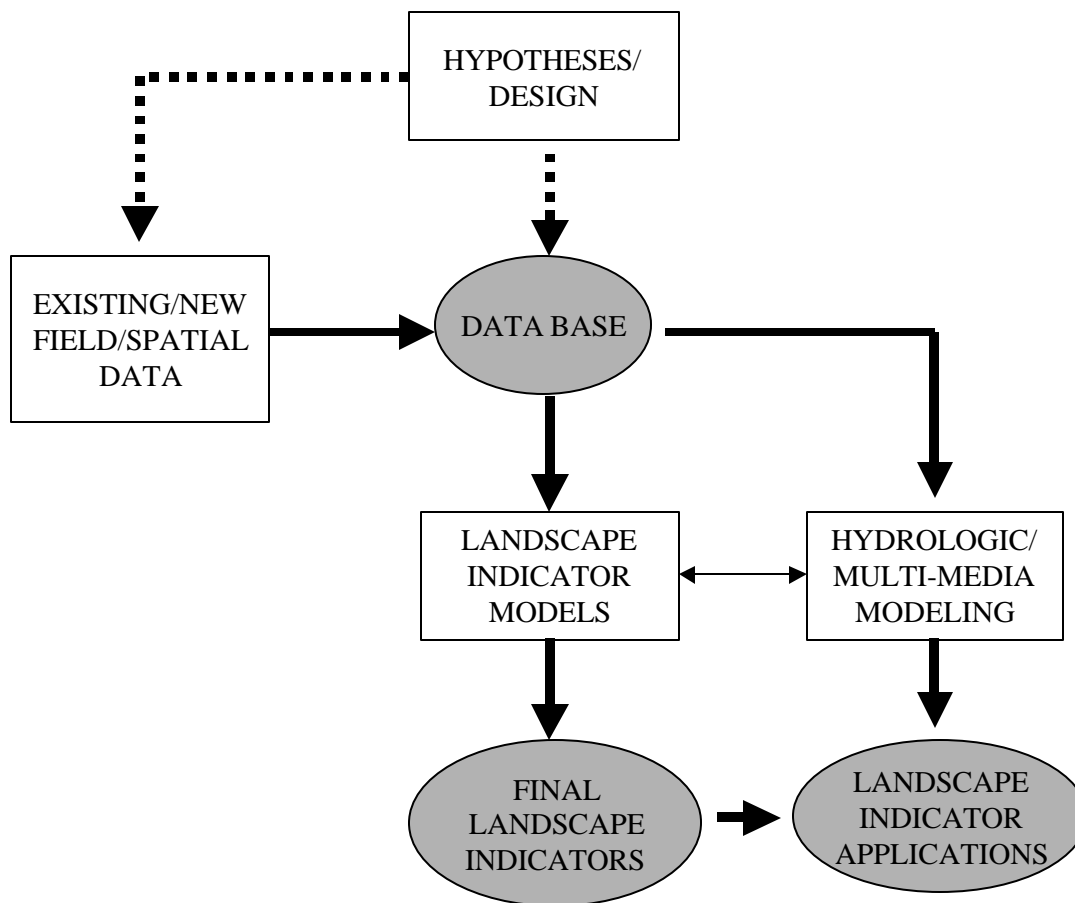 HYPOTHESES/
DESIGN
EXISTING/NEW
FIELD/SPATIAL
DATA
DATA BASE
LANDSCAPE
INDICATOR
MODELS
HYDROLOGIC/
MULTI-MEDIA
MODELING
FINAL
LANDSCAPE
INDICATORS
LANDSCAPE
INDICATOR
APPLICATIONS